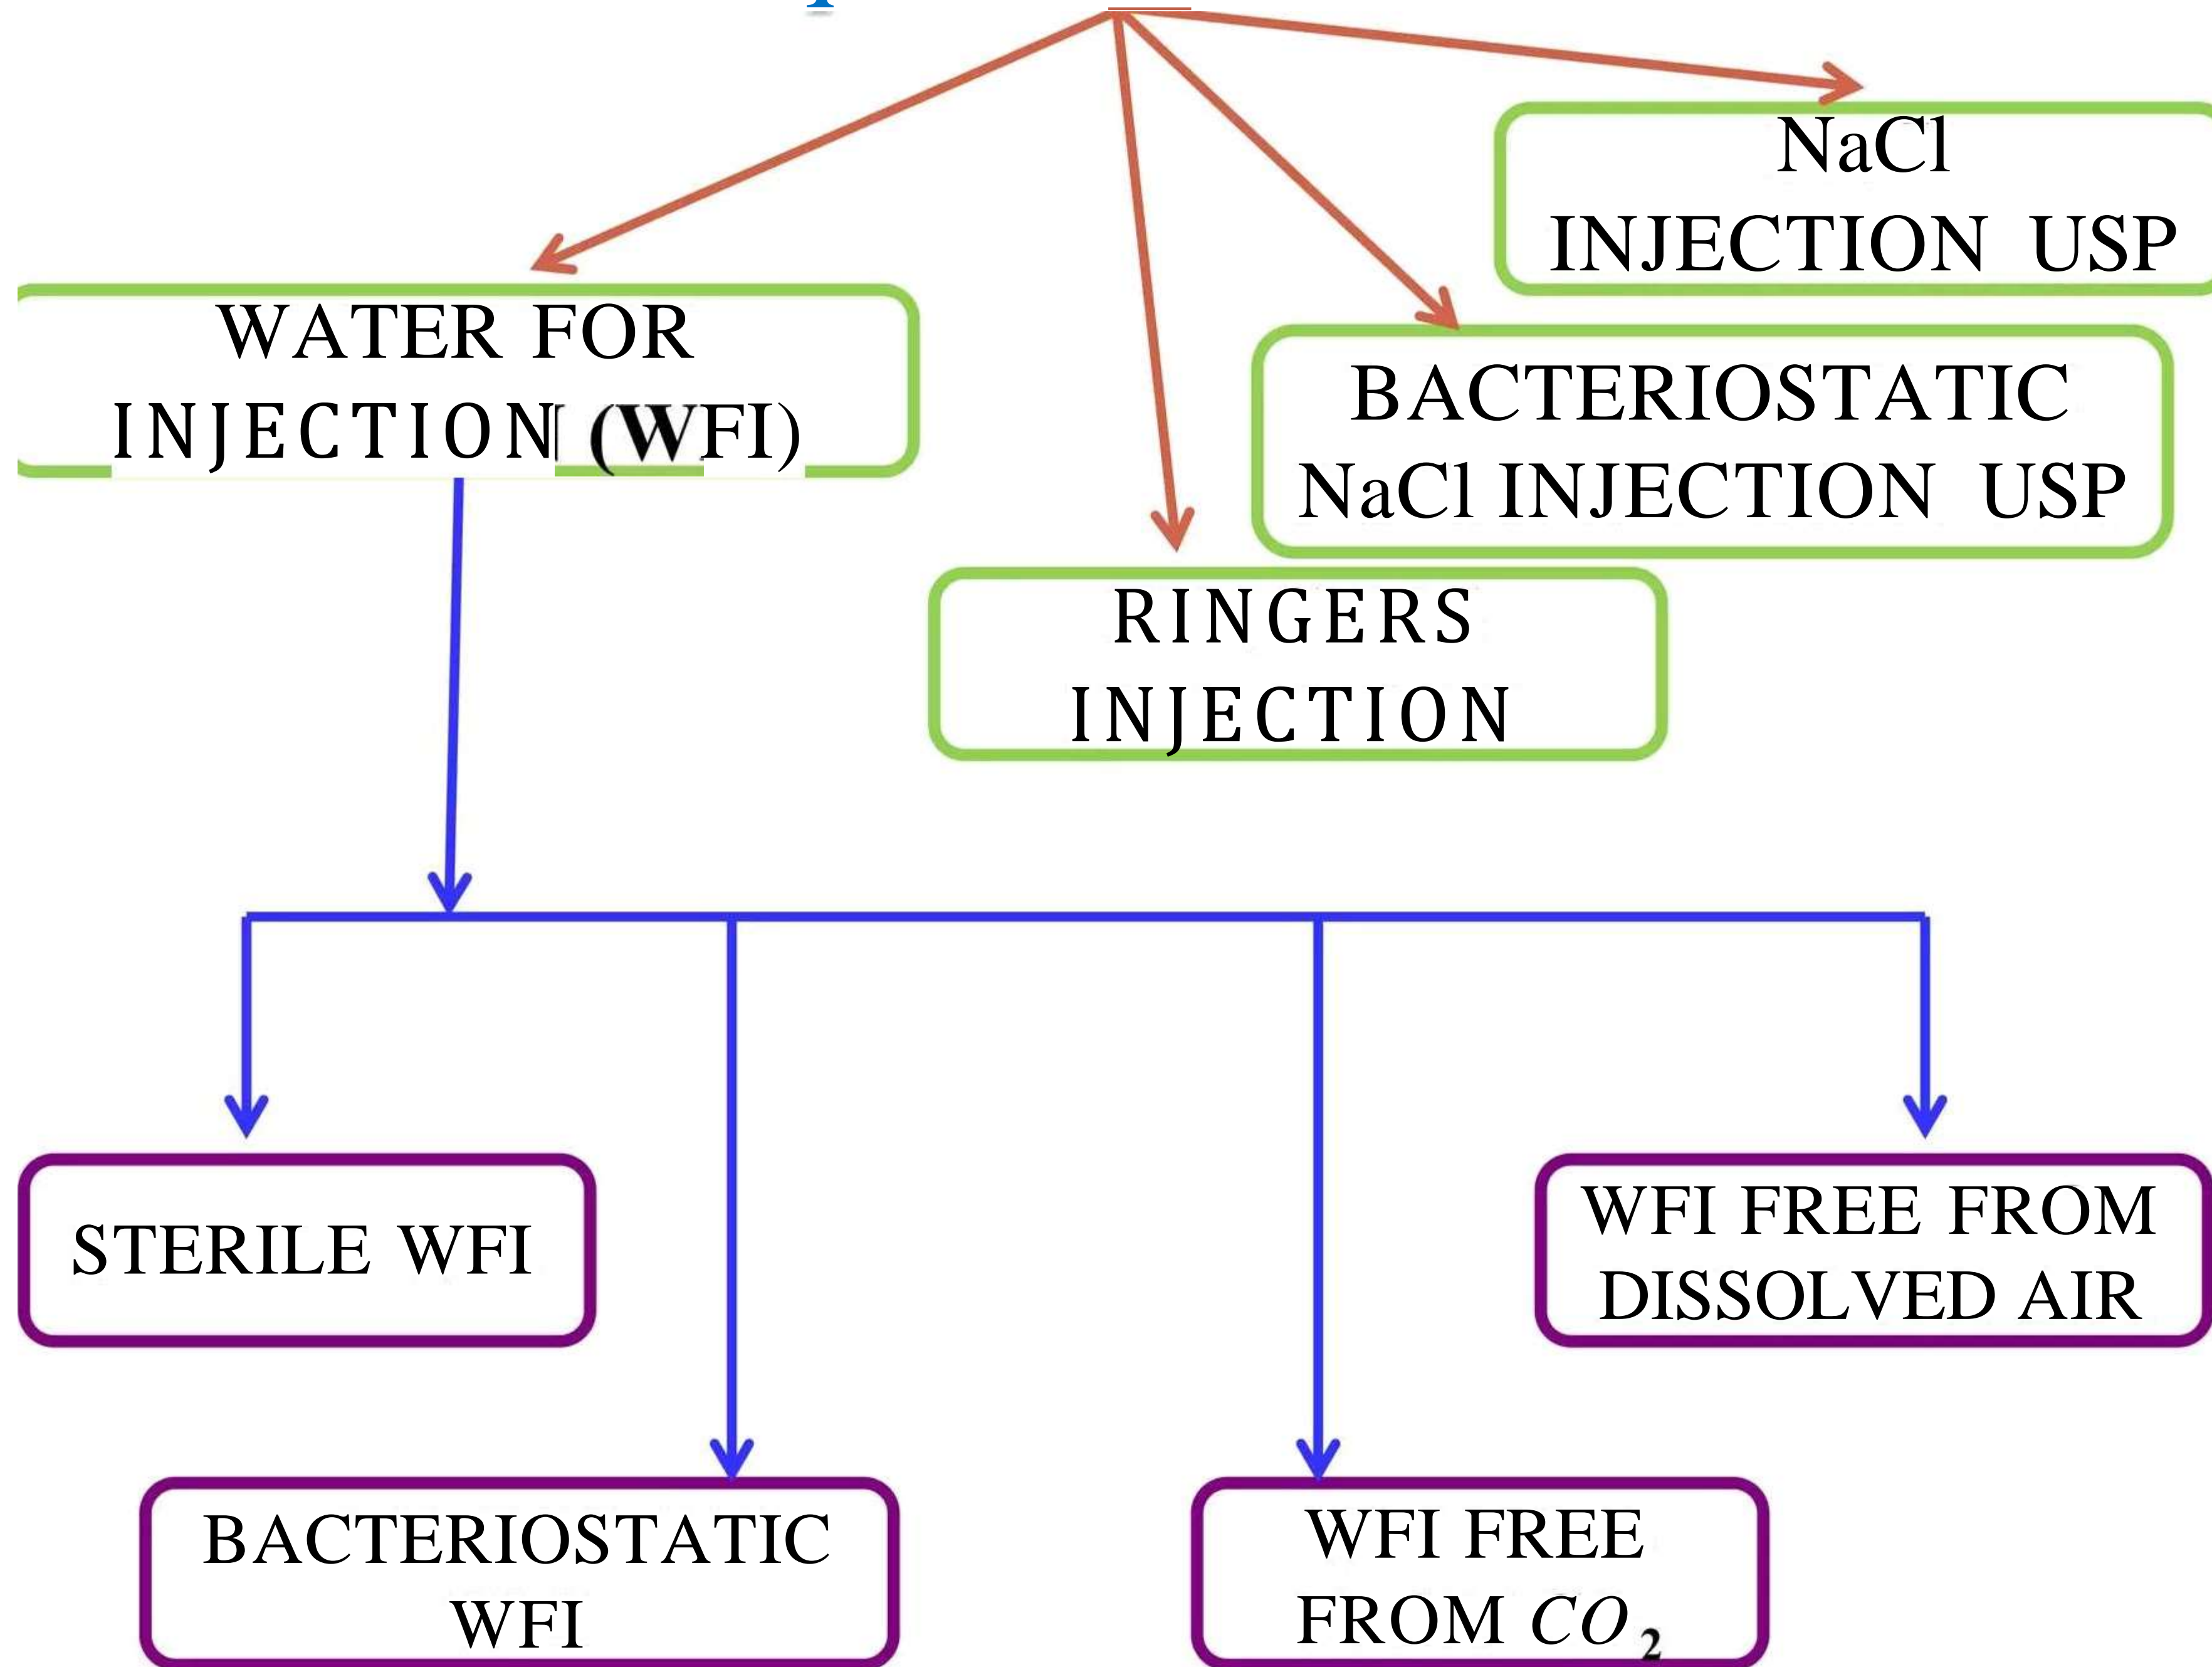 NaCl
INJECTION USP
WATER FOR
INJECTION (WFI)
BACTERIOSTATIC
NaCl INJECTION USP
RINGERS
INJECTION
STERILE WFI
WFI FREE FROM
DISSOLVED AIR
BACTERIOSTATIC
WFI
WFI FREE
FROM CO₂